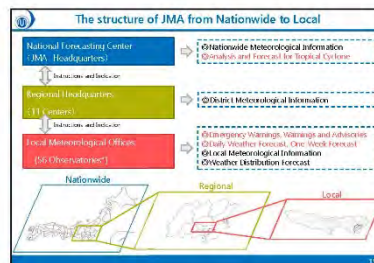 The structure of JMA from Nationwide to Local
National Forecasting Center
(JMA Headquarters)
◎Nationwide Meteorological Information
◎Analysis and Forecast for Tropical Cyclone
Instructions and Indication
Regional Headquarters
(11 Centers)
◎District Meteorological Information
Instructions and Indication
Local Meteorological Offices
(56 Observatories*)
◎Emergency Warnings, Warnings and Advisories
◎Daily Weather Forecast, One-Week Forecast
◎Local Meteorological Information
◎Weather Distribution Forecast
Nationwide
Regional
Local